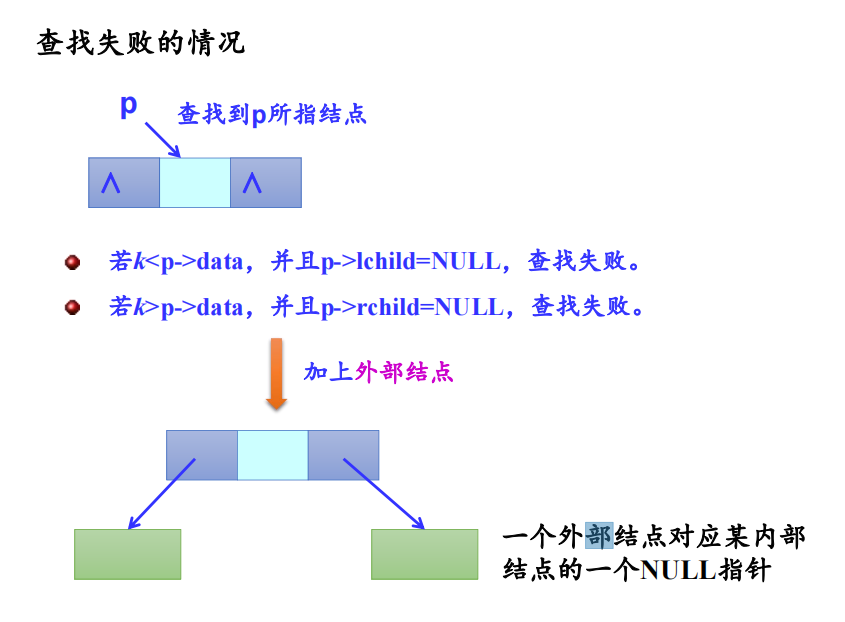 查找失败的情况
p
查找到p所指结点
∧ ∧
若k<p->data，并且p->lchild=NULL，查找失败。
若k>p->data，并且p->rchild=NULL，查找失败。
加上外部结点
一个外部结点对应某内部
结点的一个NULL指针